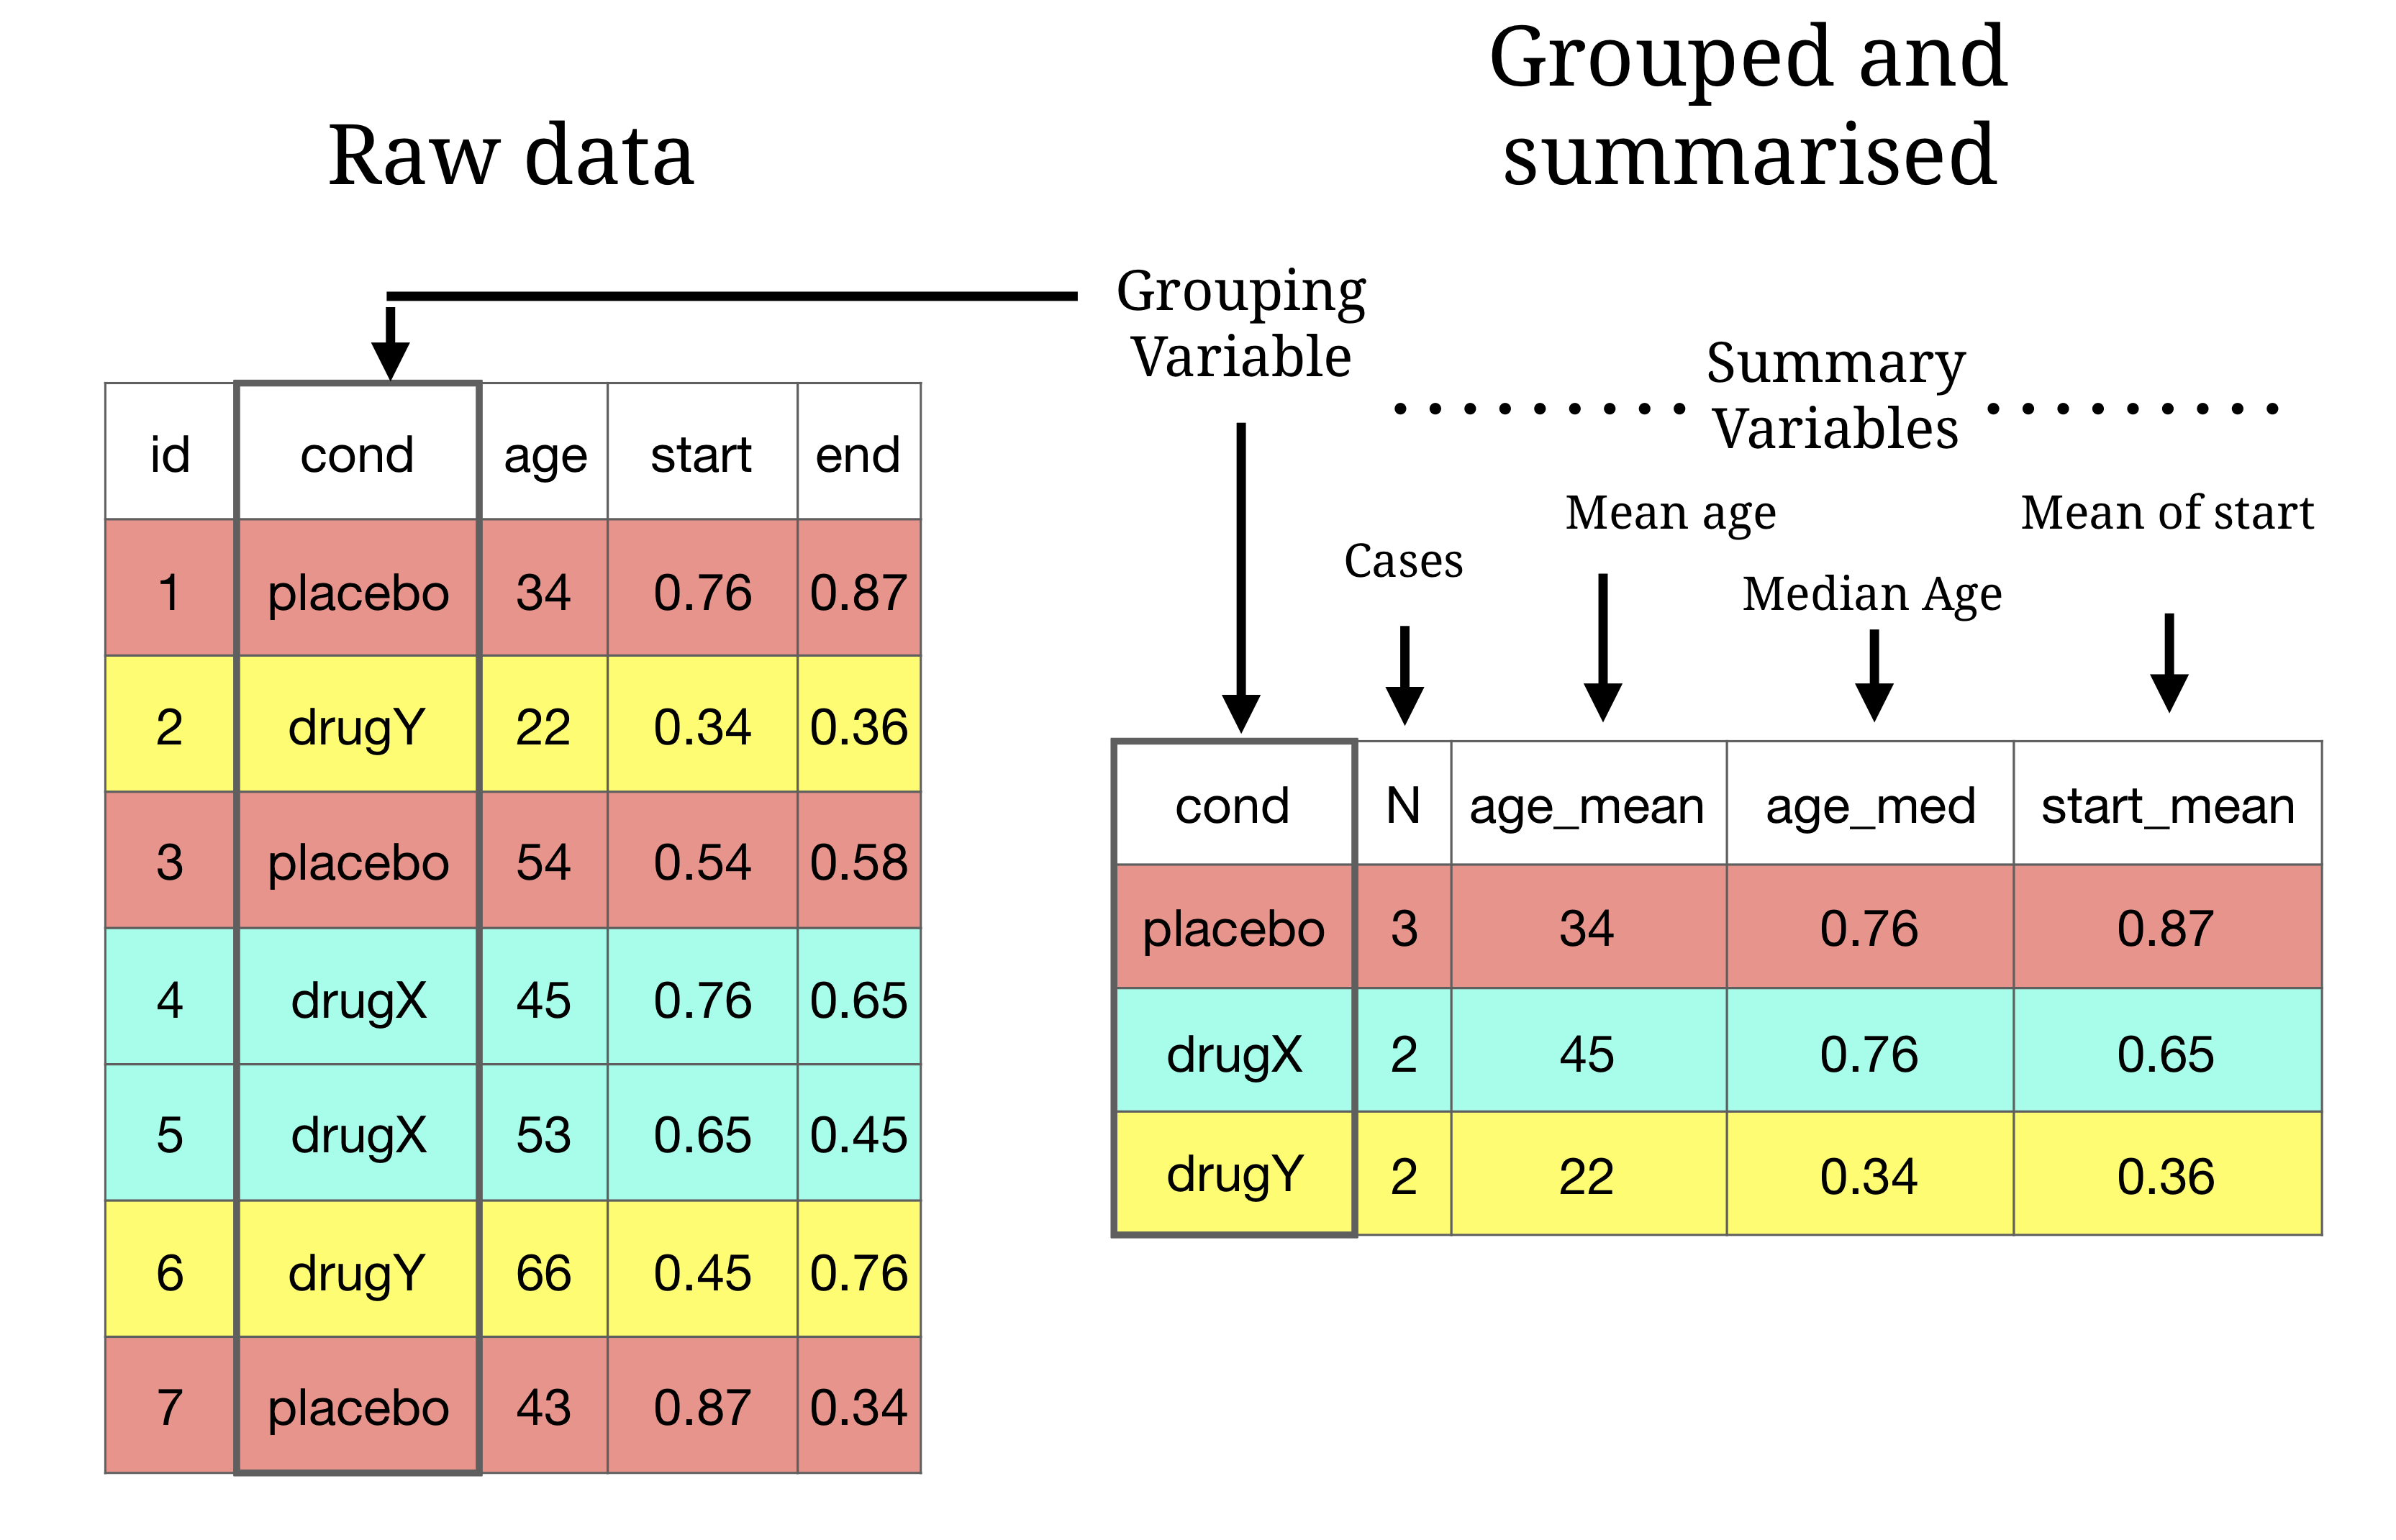 Raw data
Grouped and
summarised
Grouping
Variable
Summary
Variables
Cases
Mean age
Median Age
Mean of start
id cond age start end
1 placebo 34 0.76 0.87
2 drugY 22 0.34 0.36
3 placebo 54 0.54 0.58
4 drugX 45 0.76 0.65
5 drugX 53 0.65 0.45
6 drugY 66 0.45 0.76
7 placebo 43 0.87 0.34
cond N age_mean age_med start_mean
placebo 3 34 0.76 0.87
drugX 2 45 0.76 0.65
drugY 2 22 0.34 0.36